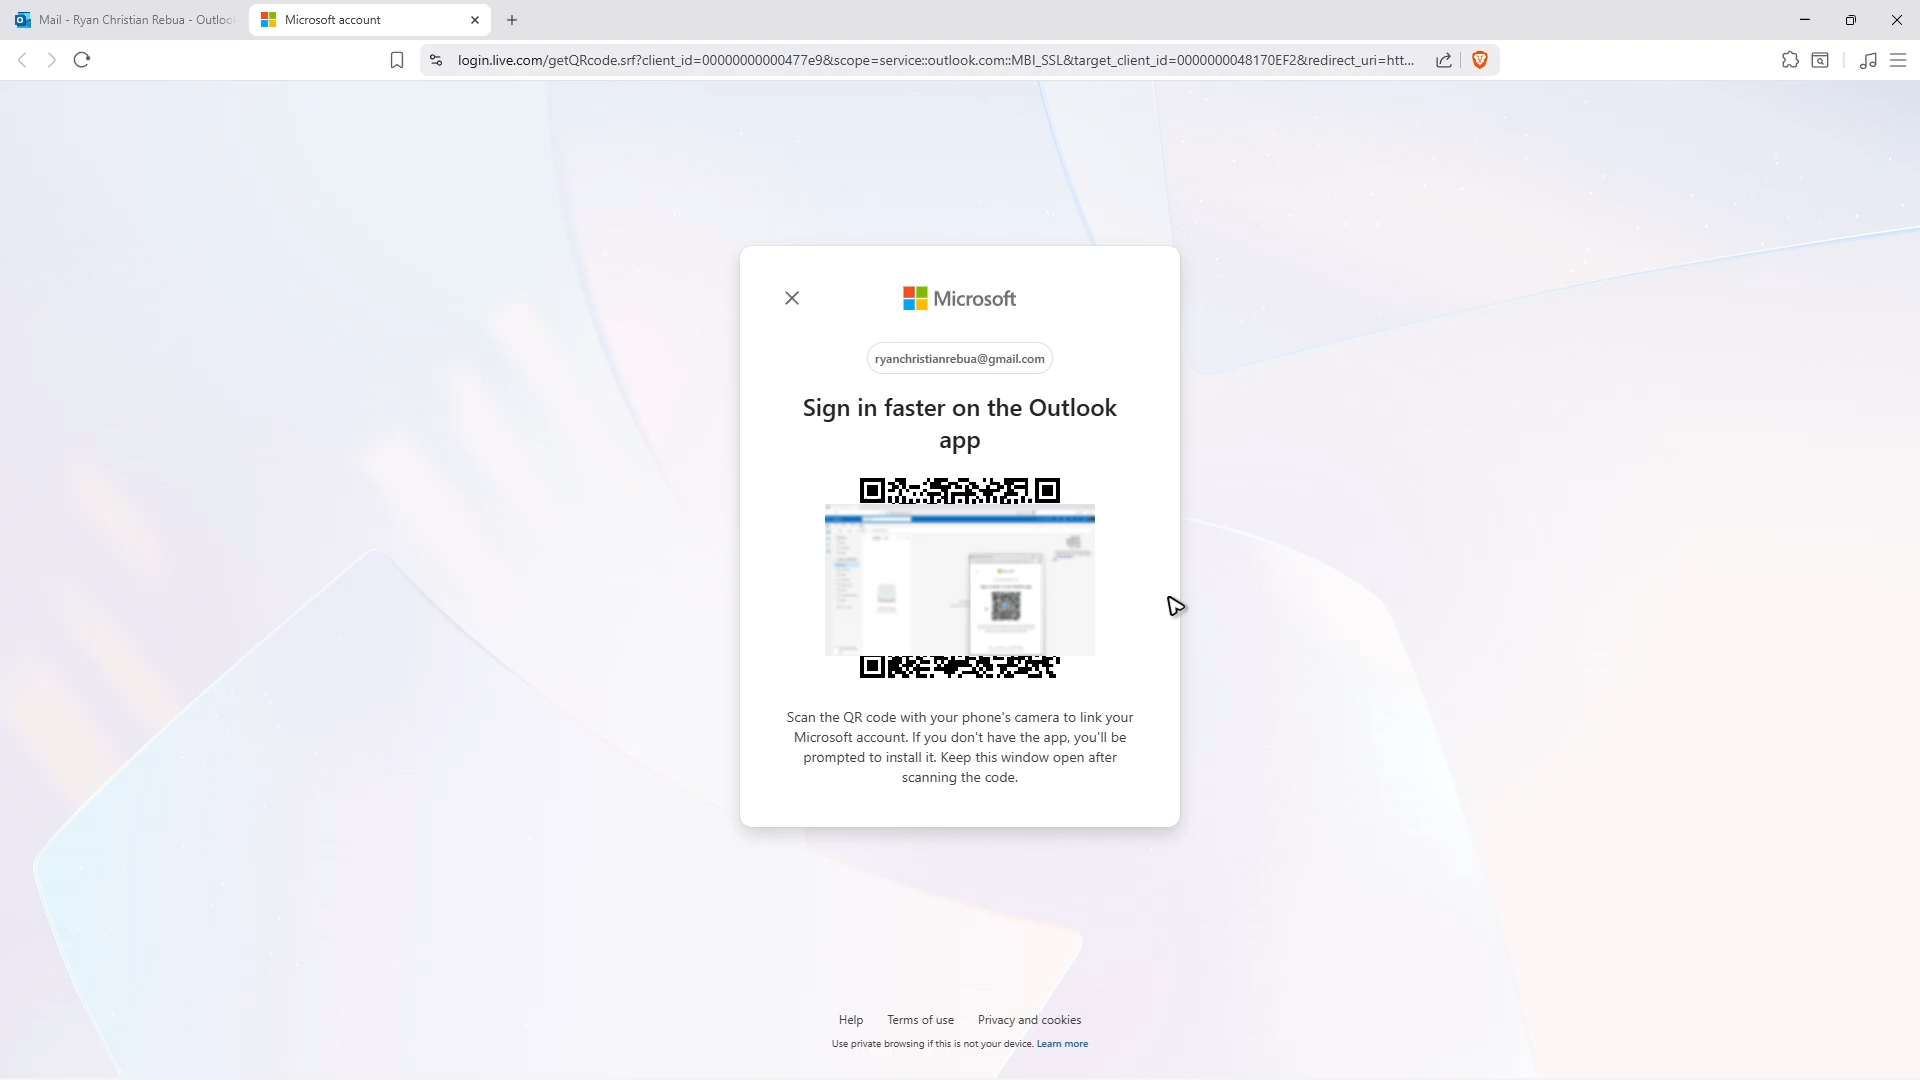 Mail - Ryan Christian Rebua - Outloo
Microsoft account
login.live.com/getQRcode.srf?client_id=00000000000477e9&scope=service::outlook.com::MBI_SSL&target_client_id=0000000048170EF2&redirect_uri=htt...
Microsoft
ryanchristianrebua@gmail.com
Sign in faster on the Outlook
app
Scan the QR code with your phone's camera to link your
Microsoft account. If you don't have the app, you'll be
prompted to install it. Keep this window open after
scanning the code.
Help Terms of use Privacy and cookies
Use private browsing if this is not your device. Learn more